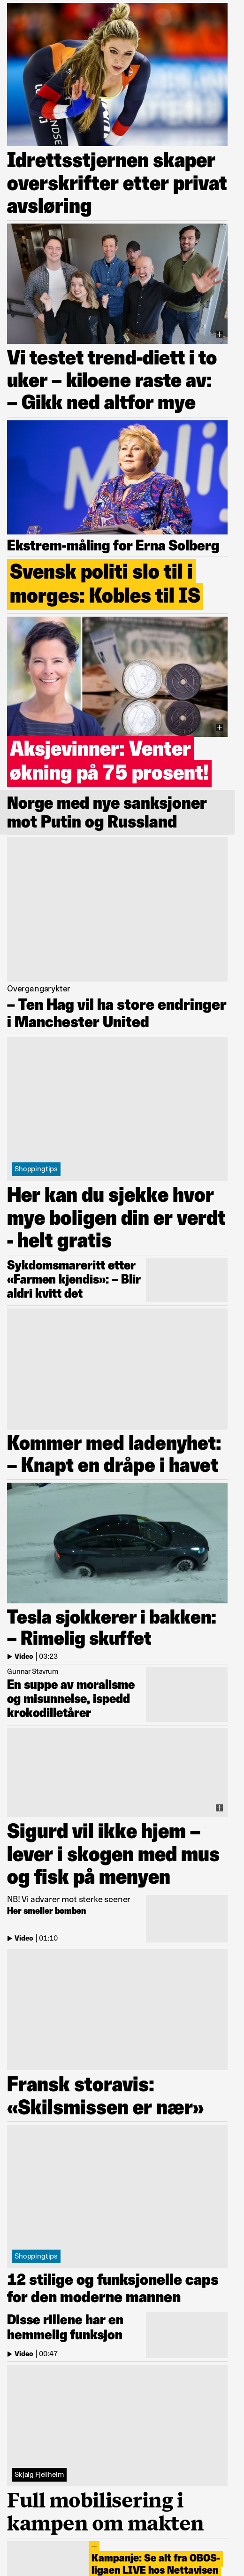 NDSE
Idrettsstjernen skaper
overskrifter etter privat
avsløring
Vi testet trend-diett i to
uker – kiloene raste av:
– Gikk ned altfor mye
Ekstrem-måling for Erna Solberg
Svensk politi slo til i
morges: Kobles til IS
Aksjevinner: Venter
økning på 75 prosent!
Norge med nye sanksjoner
mot Putin og Russland
Overgangsrykter
– Ten Hag vil ha store endringer
i Manchester United
Shoppingtips
Her kan du sjekke hvor
mye boligen din er verdt
- helt gratis
Sykdomsmareritt etter
«Farmen kjendis»: – Blir
aldri kvitt det
Kommer med ladenyhet:
– Knapt en dråpe i havet
Tesla sjokkerer i bakken:
– Rimelig skuffet
Video | 03:23
Gunnar Stavrum
En suppe av moralisme
og misunnelse, ispedd
krokodilletårer
Sigurd vil ikke hjem –
lever i skogen med mus
og fisk på menyen
NB! Vi advarer mot sterke scener
Her smeller bomben
Video | 01:10
Fransk storavis:
«Skilsmissen er nær»
Shoppingtips
12 stilige og funksjonelle caps
for den moderne mannen
Disse rillene har en
hemmelig funksjon
Video | 00:47
Skjalg Fjellheim
Full mobilisering i
kampen om makten
+
Kampanje: Se alt fra OBOS-
ligaen LIVE hos Nettavisen